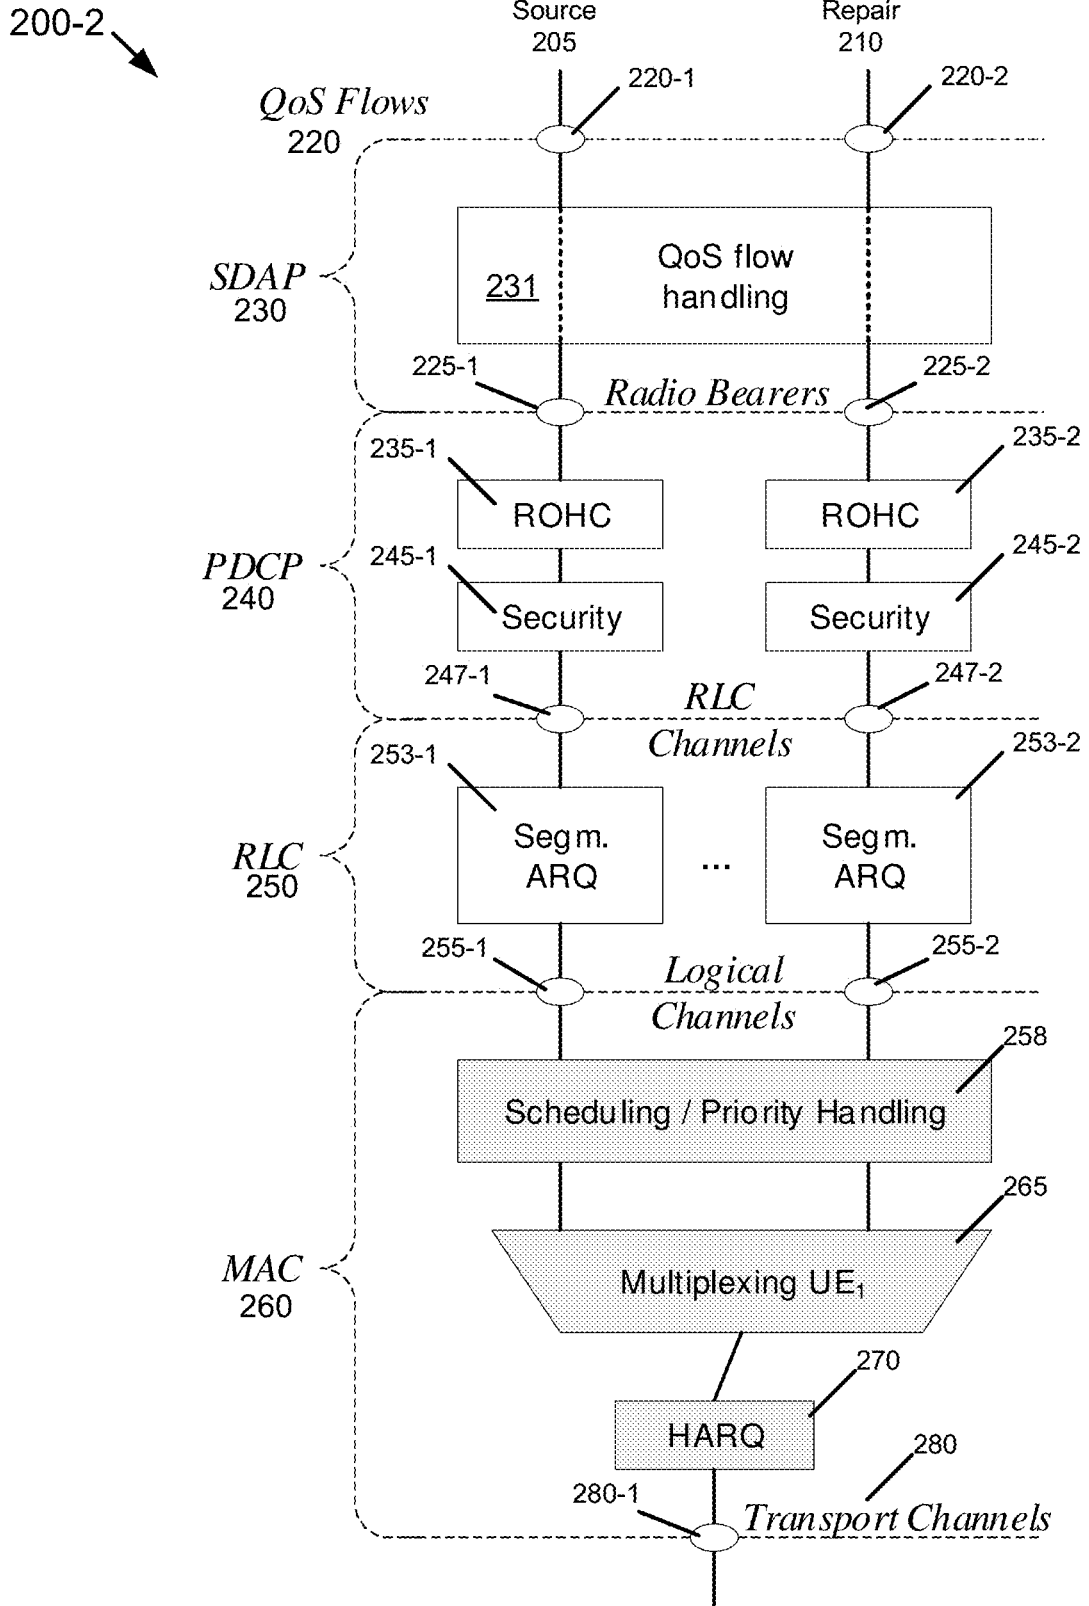 200-2
Source
205
Repair
210
220-1
220-2
QoS Flows
220
QoS flow
handling
231
SDAP
230
225-1
Radio Bearers
225-2
235-1
235-2
ROHC
ROHC
245-1
245-2
PDCP
240
Security
Security
247-1
RLC
Channels
247-2
253-1
253-2
Segm.
ARQ
...
Segm.
ARQ
RLC
250
255-1
Logical
Channels
255-2
258
Scheduling / Priority Handling
265
MAC
260
Multiplexing UE1
270
HARQ
280
280-1
Transport Channels